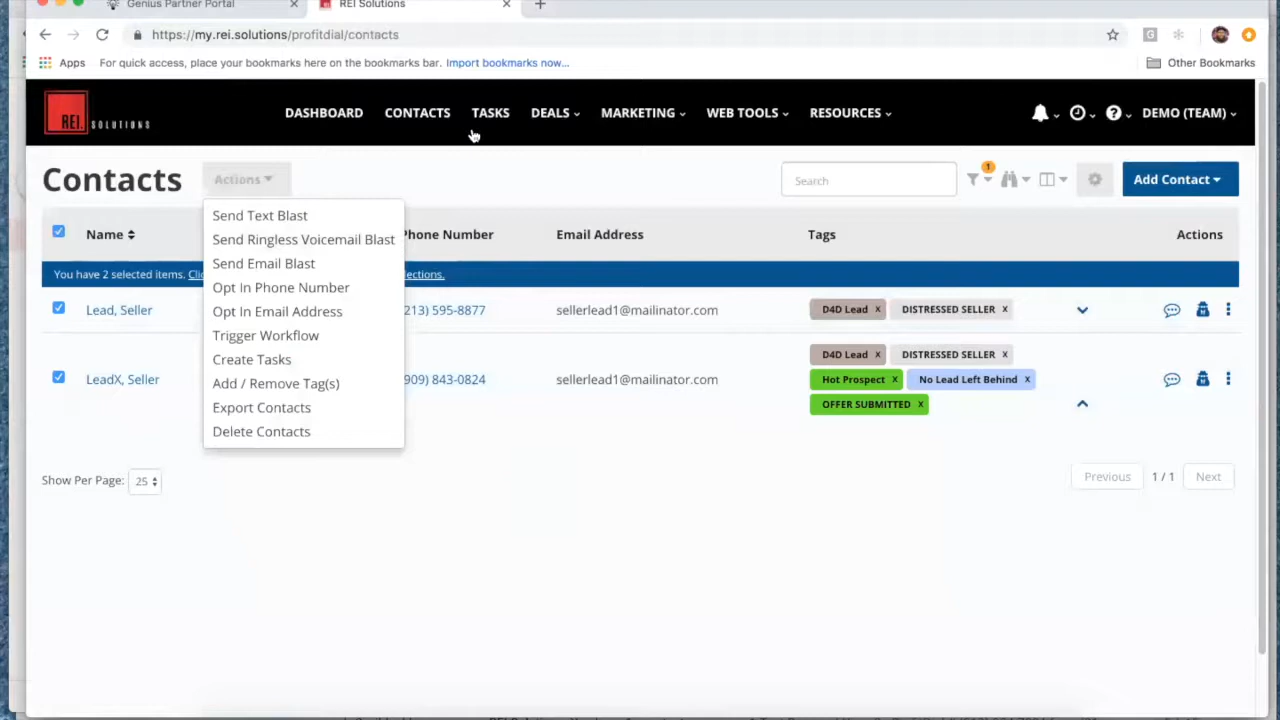 Genius Partner Portal
REI Solutions
https://my.rei.solutions/profitdial/contacts
Apps For quick access, place your bookmarks here on the bookmarks bar. Import bookmarks now... Other Bookmarks
REI. SOLUTIONS DASHBOARD CONTACTS TASKS DEALS MARKETING WEB TOOLS RESOURCES DEMO (TEAM)
Contacts Actions Search 1 Add Contact
Name Phone Number Email Address Tags Actions
You have 2 selected items.
Lead, Seller 213) 595-8877 sellerlead1@mailinator.com D4D Lead x DISTRESSED SELLER x
LeadX, Seller 909) 843-0824 sellerlead1@mailinator.com D4D Lead x DISTRESSED SELLER x
Hot Prospect x No Lead Left Behind x
OFFER SUBMITTED x
Send Text Blast
Send Ringless Voicemail Blast
Send Email Blast
Opt In Phone Number
Opt In Email Address
Trigger Workflow
Create Tasks
Add / Remove Tag(s)
Export Contacts
Delete Contacts
Show Per Page: 25 Previous 1 / 1 Next